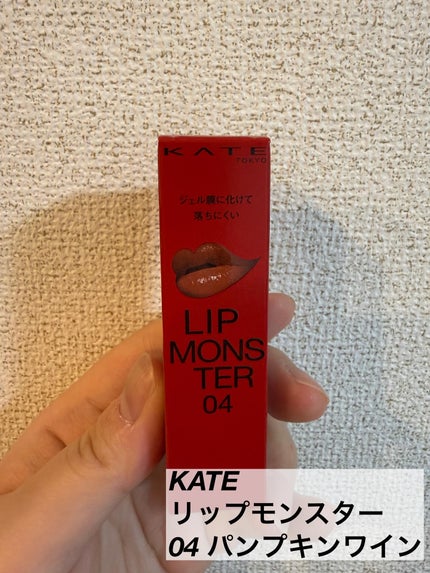 KATE
TOKYO
ジェル膜に化けて
落ちにくい
LIP
MONS
TER
04
KATE
リップモンスター
04 パンプキンワイン